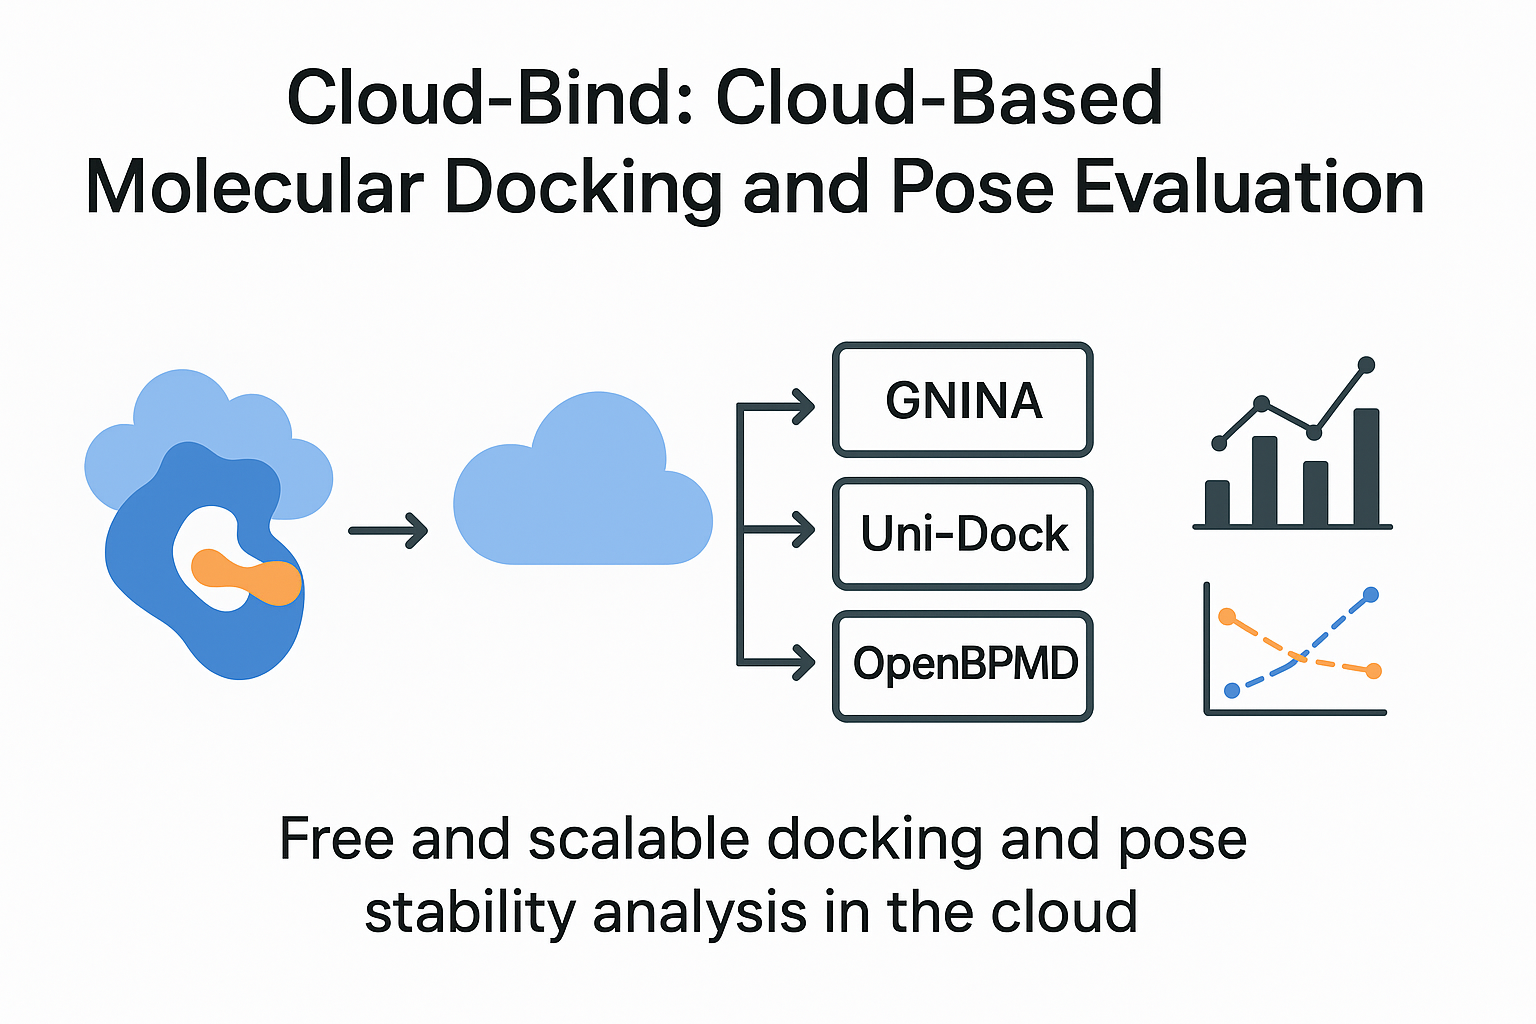 Cloud-Bind: Cloud-Based
Molecular Docking and Pose Evaluation
GNINA
Uni-Dock
OpenBPMD
Free and scalable docking and pose
stability analysis in the cloud